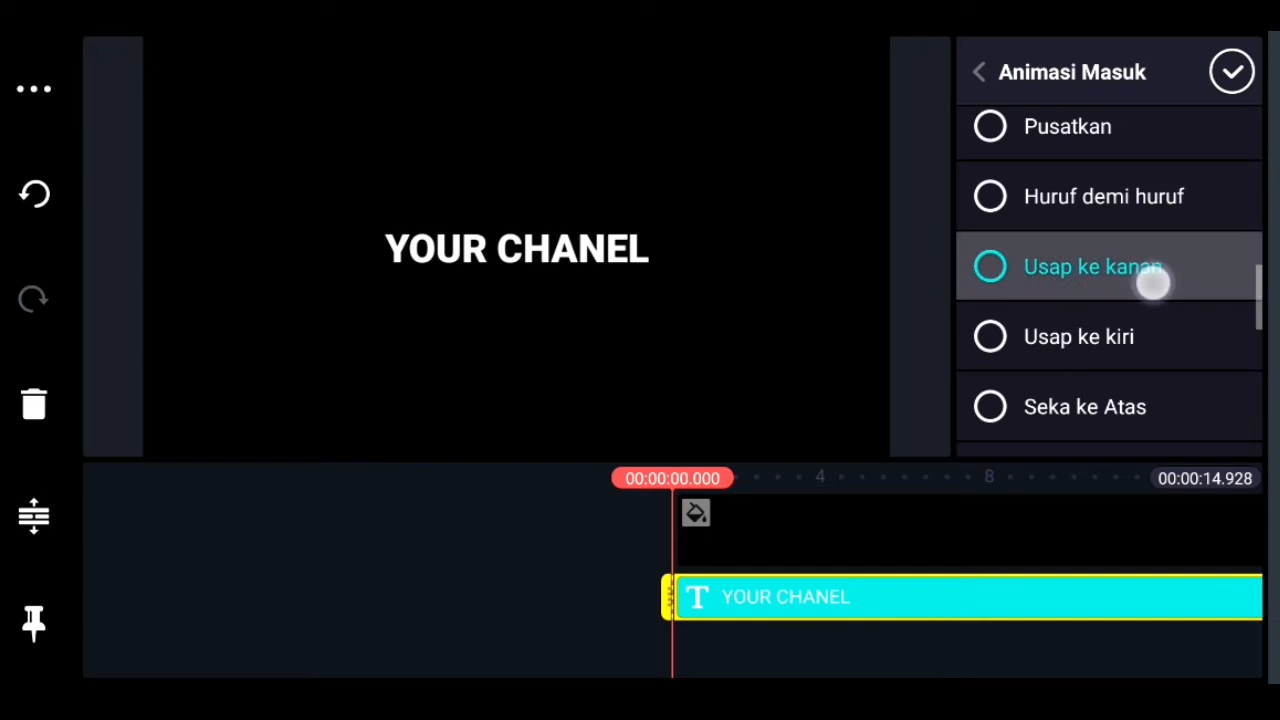 Animasi Masuk
Pusatkan
Huruf demi huruf
YOUR CHANEL
Usap ke kanan
Usap ke kiri
Seka ke Atas
00:00:00.000
4
8
00:00:14.928
T YOUR CHANEL